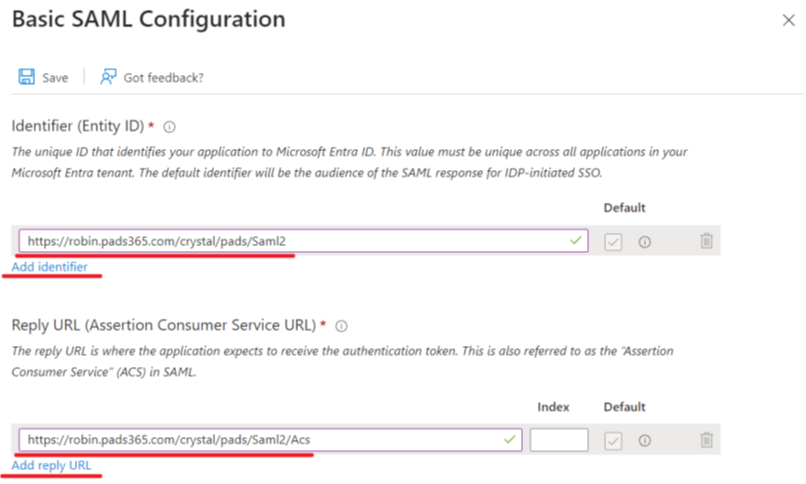 Basic SAML Configuration
Save
Got feedback?
Identifier (Entity ID) *
The unique ID that identifies your application to Microsoft Entra ID. This value must be unique across all applications in your
Microsoft Entra tenant. The default identifier will be the audience of the SAML response for IDP-initiated SSO.
Default
https://robin.pads365.com/crystal/pads/Saml2
Add identifier
Reply URL (Assertion Consumer Service URL) *
The reply URL is where the application expects to receive the authentication token. This is also referred to as the "Assertion
Consumer Service" (ACS) in SAML.
Index Default
https://robin.pads365.com/crystal/pads/Saml2/Acs
Add reply URL